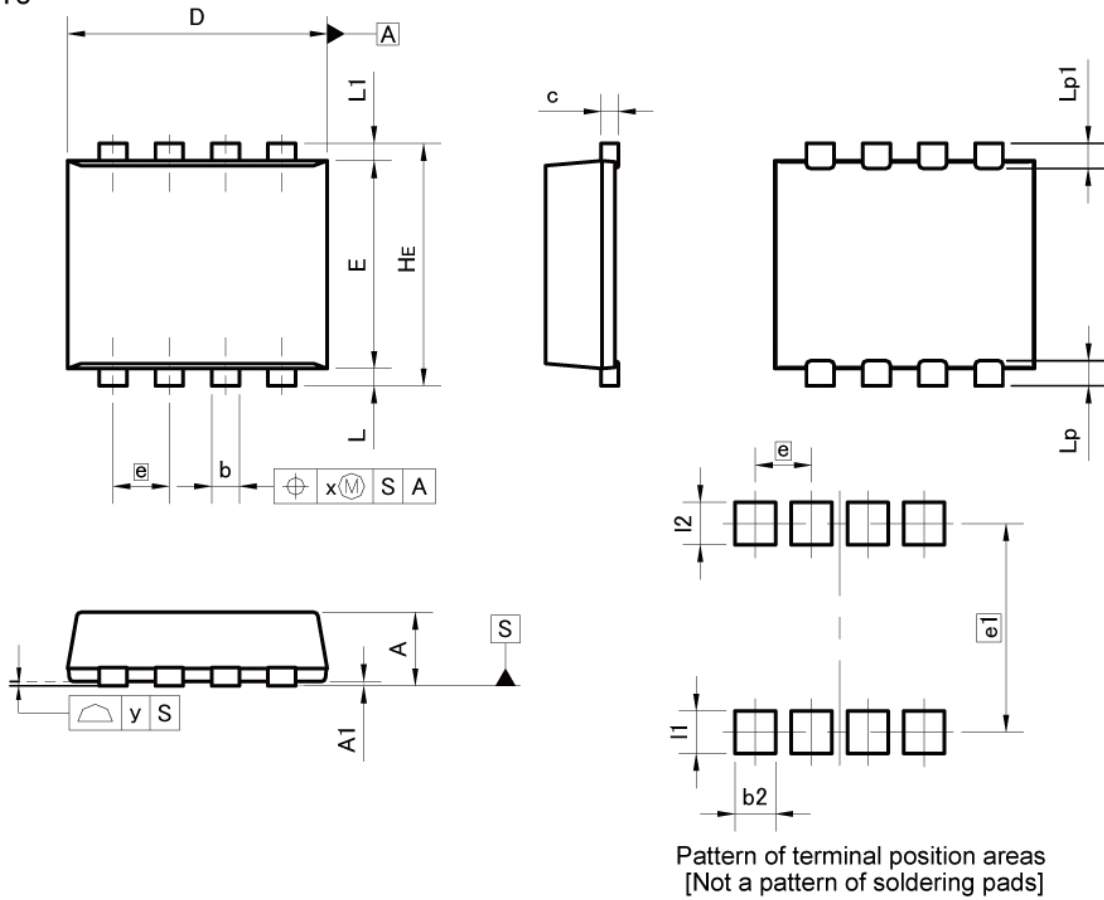 D
A
L1
c
Lp1
E
HE
L
Lp
e
b
x Ⓜ S A
e
l2
e1
S
A
y S
A1
l1
b2
Pattern of terminal position areas
[Not a pattern of soldering pads]